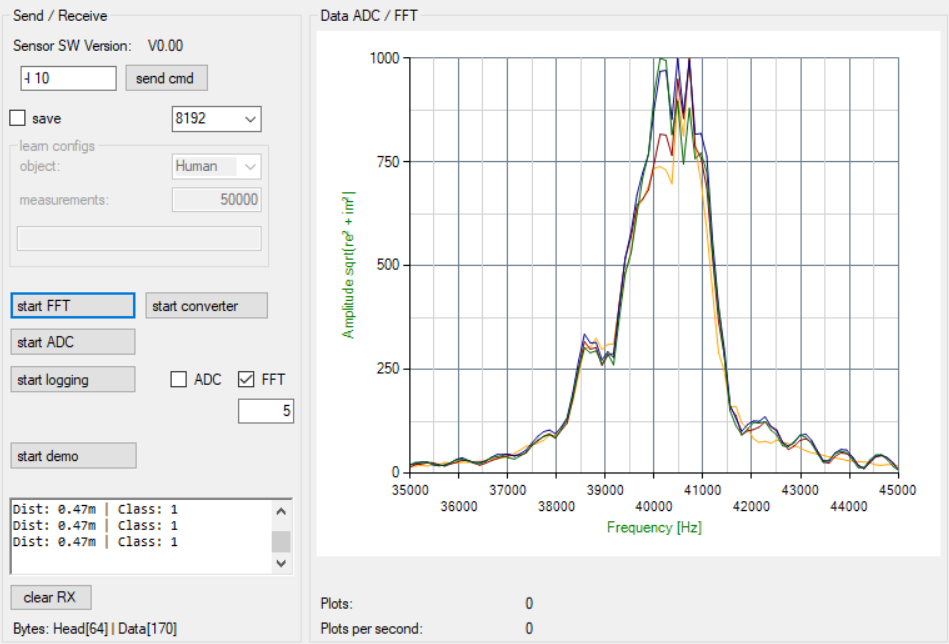 Send / Receive
Sensor SW Version: V0.00
-l 10
send cmd
save
8192
learn configs
object: Human
measurements: 50000
start FFT
start converter
start ADC
start logging
ADC
FFT
5
start demo
Dist: 0.47m | Class: 1
Dist: 0.47m | Class: 1
Dist: 0.47m | Class: 1
clear RX
Bytes: Head[64] | Data[170]
Data ADC / FFT
1000
750
500
250
0
Amplitude sqrt(re² + im²)
35000 37000 39000 41000 43000 45000
36000 38000 40000 42000 44000
Frequency [Hz]
Plots: 0
Plots per second: 0